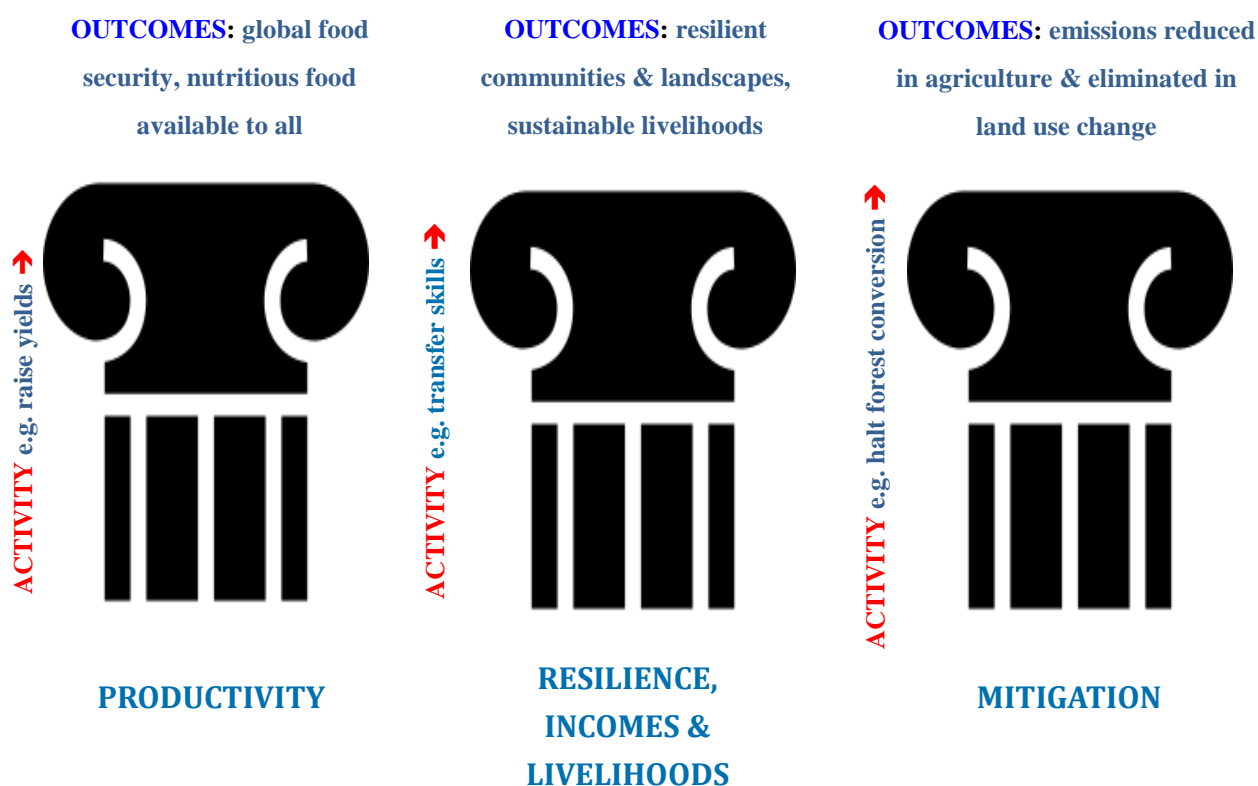 OUTCOMES: global food
security, nutritious food
available to all
ACTIVITY e.g. raise yields →
PRODUCTIVITY
OUTCOMES: resilient
communities & landscapes,
sustainable livelihoods
ACTIVITY e.g. transfer skills →
RESILIENCE,
INCOMES &
LIVELIHOODS
OUTCOMES: emissions reduced
in agriculture & eliminated in
land use change
ACTIVITY e.g. halt forest conversion →
MITIGATION